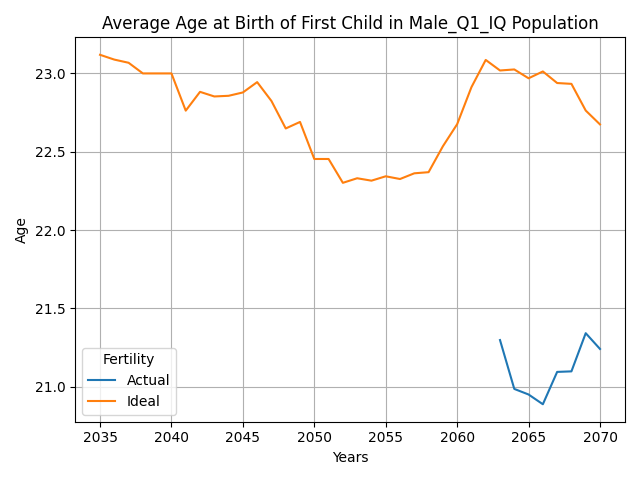 Average Age at Birth of First Child in Male_Q1_IQ Population
Age
23.0
22.5
22.0
21.5
21.0
Fertility
Actual
Ideal
2035 2040 2045 2050 2055 2060 2065 2070
Years